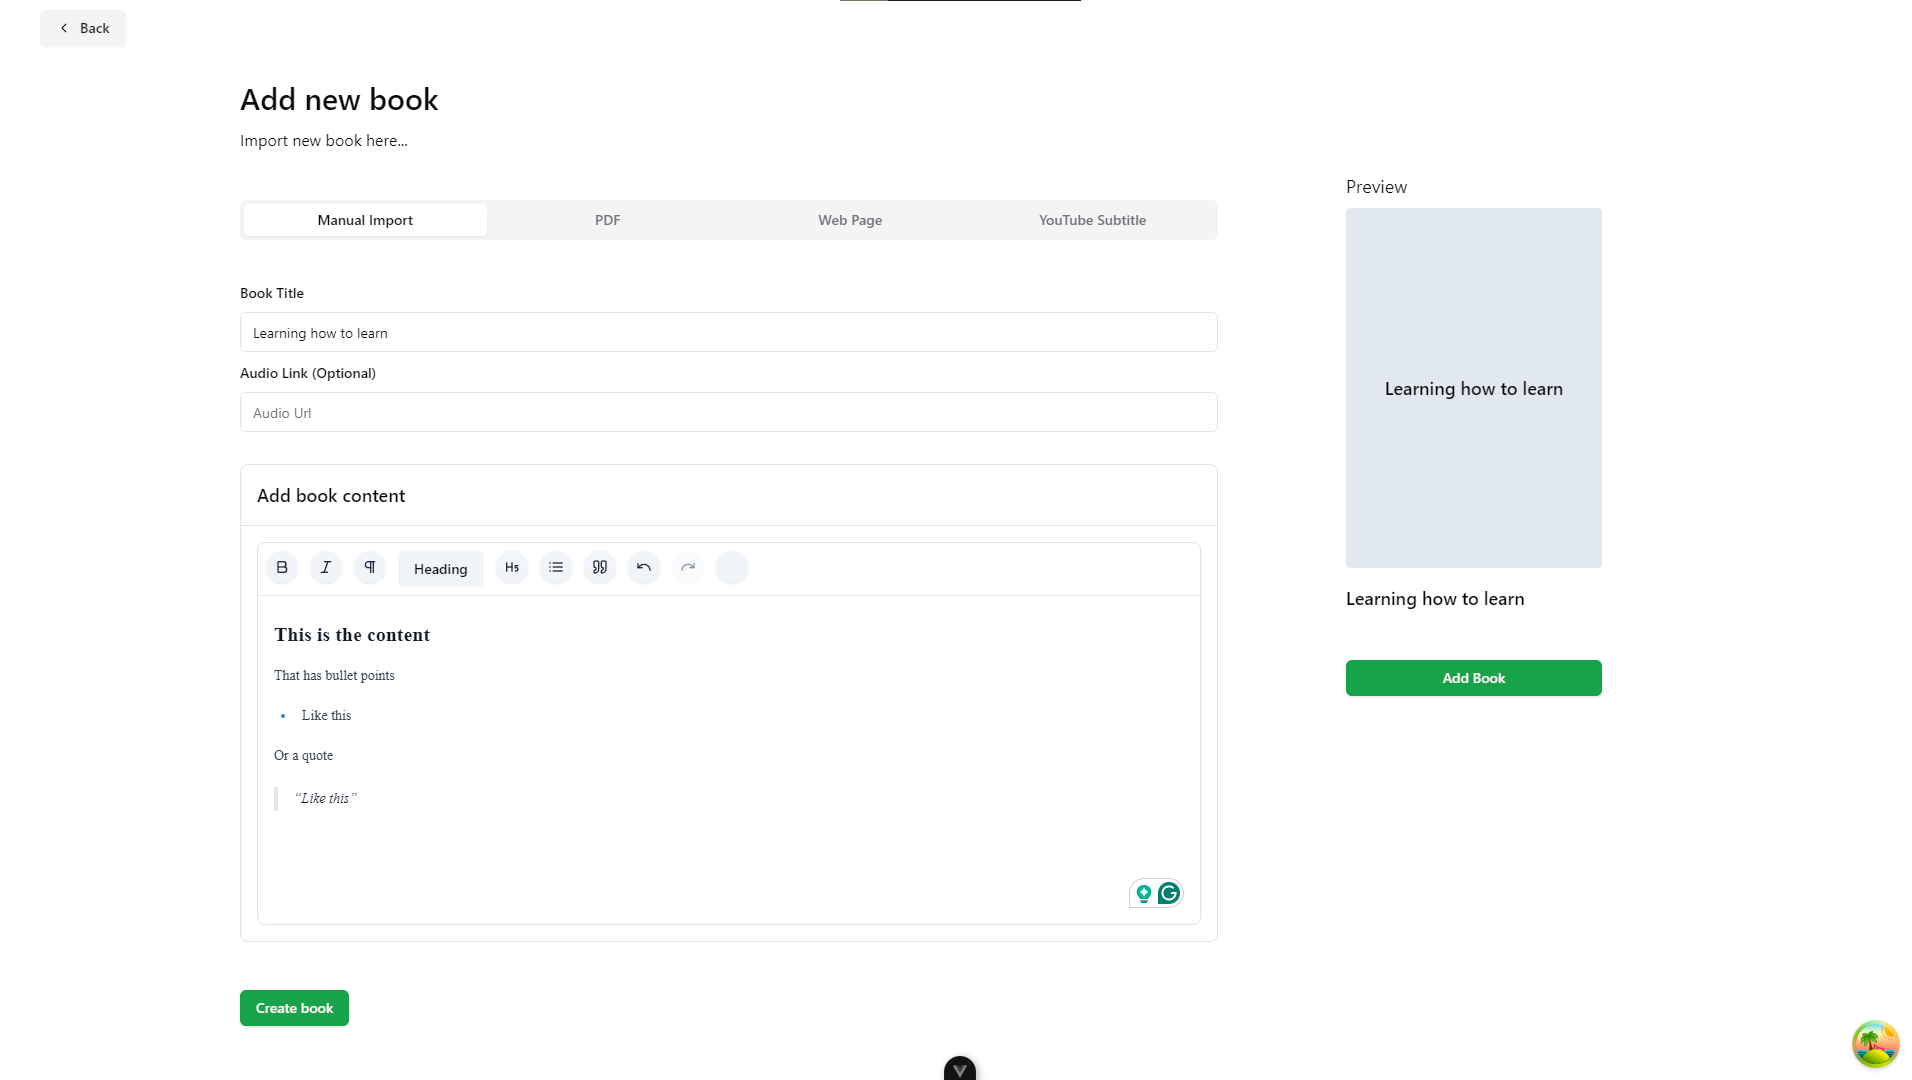 Back
Add new book
Import new book here...
Manual Import
PDF
Web Page
YouTube Subtitle
Book Title
Learning how to learn
Audio Link (Optional)
Audio Url
Add book content
B
I
¶
Heading
H5
This is the content
That has bullet points
• Like this
Or a quote
“Like this”
G
Create book
Preview
Learning how to learn
Learning how to learn
Add Book